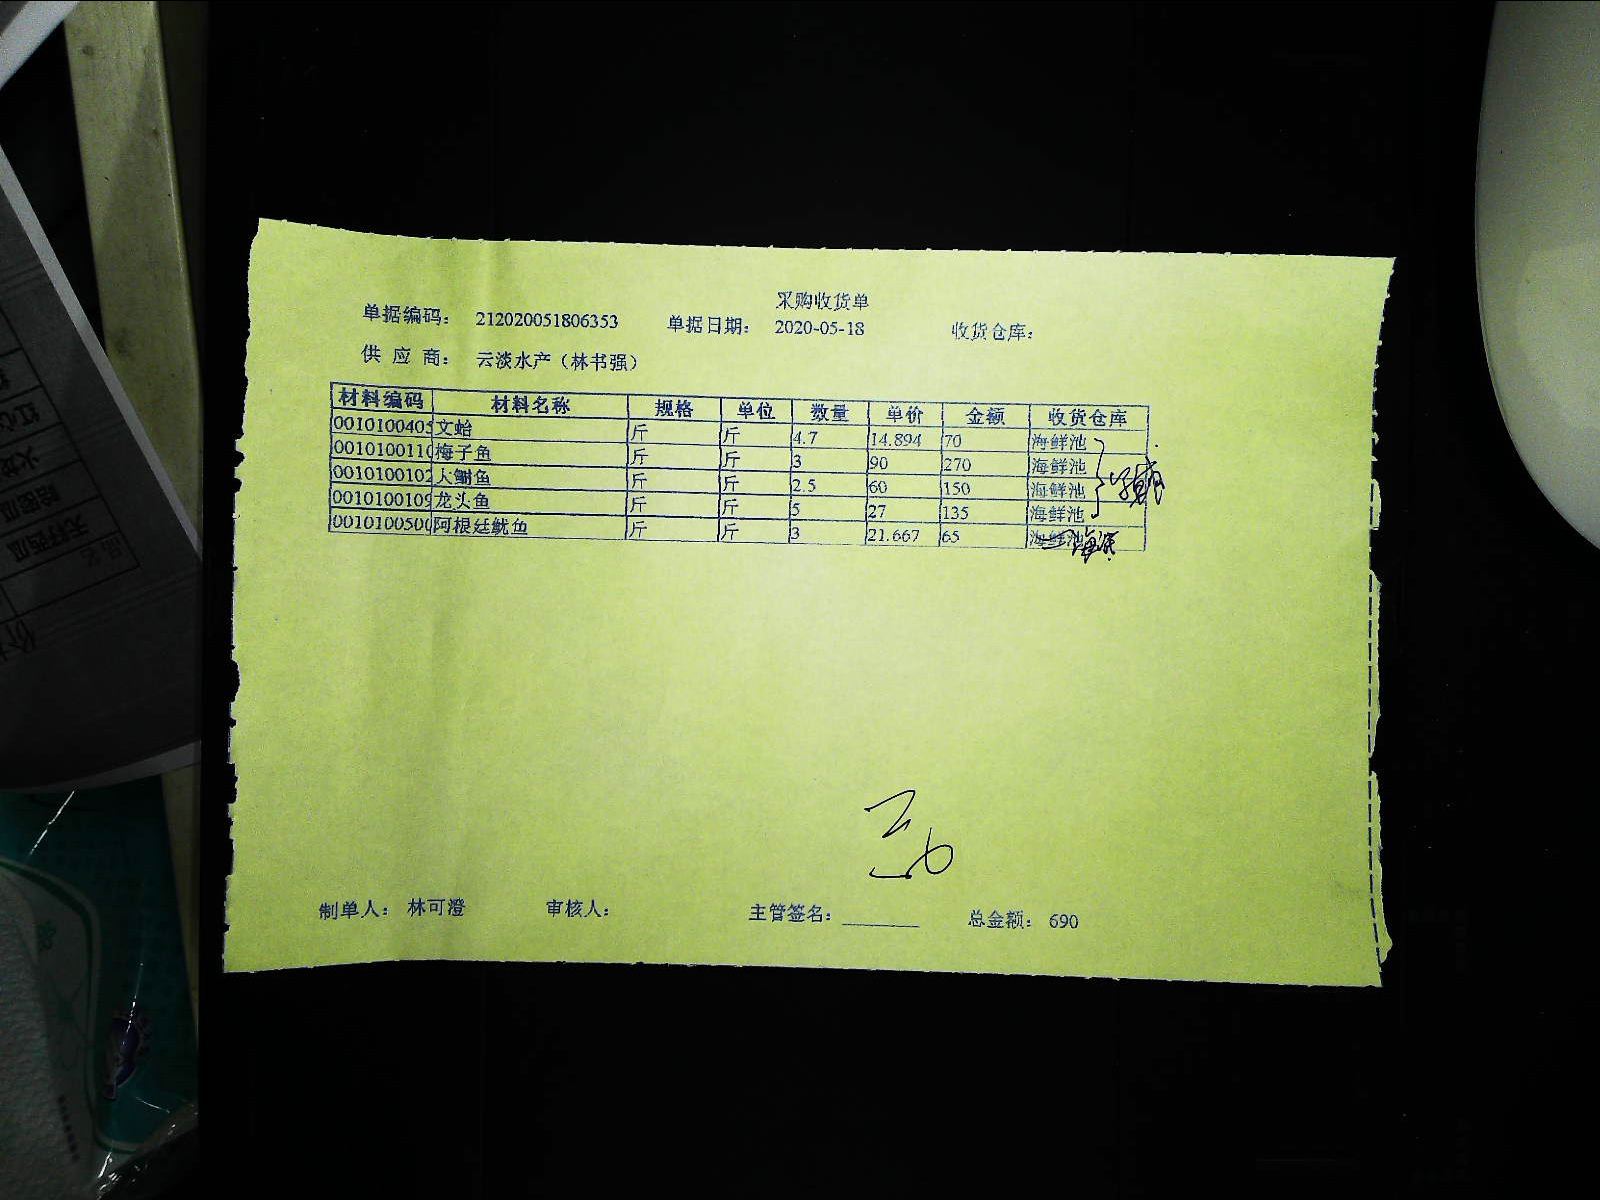 采购收货单
单据编码： 212020051806353 单据日期： 2020-05-18 收货仓库：
供 应 商： 云淡水产（林书强）
材料编码 材料名称 规格 单位 数量 单价 金额 收货仓库
0010100405 文蛤 斤 斤 4.7 14.894 70 海鲜池
0010100110 梅子鱼 斤 斤 3 90 270 海鲜池
0010100102 大鲥鱼 斤 斤 2.5 60 150 海鲜池
0010100109 龙头鱼 斤 斤 5 27 135 海鲜池
0010100500 阿根廷鱿鱼 斤 斤 3 21.667 65 海鲜池
制单人： 林可澄 审核人： 主管签名： 总金额： 690